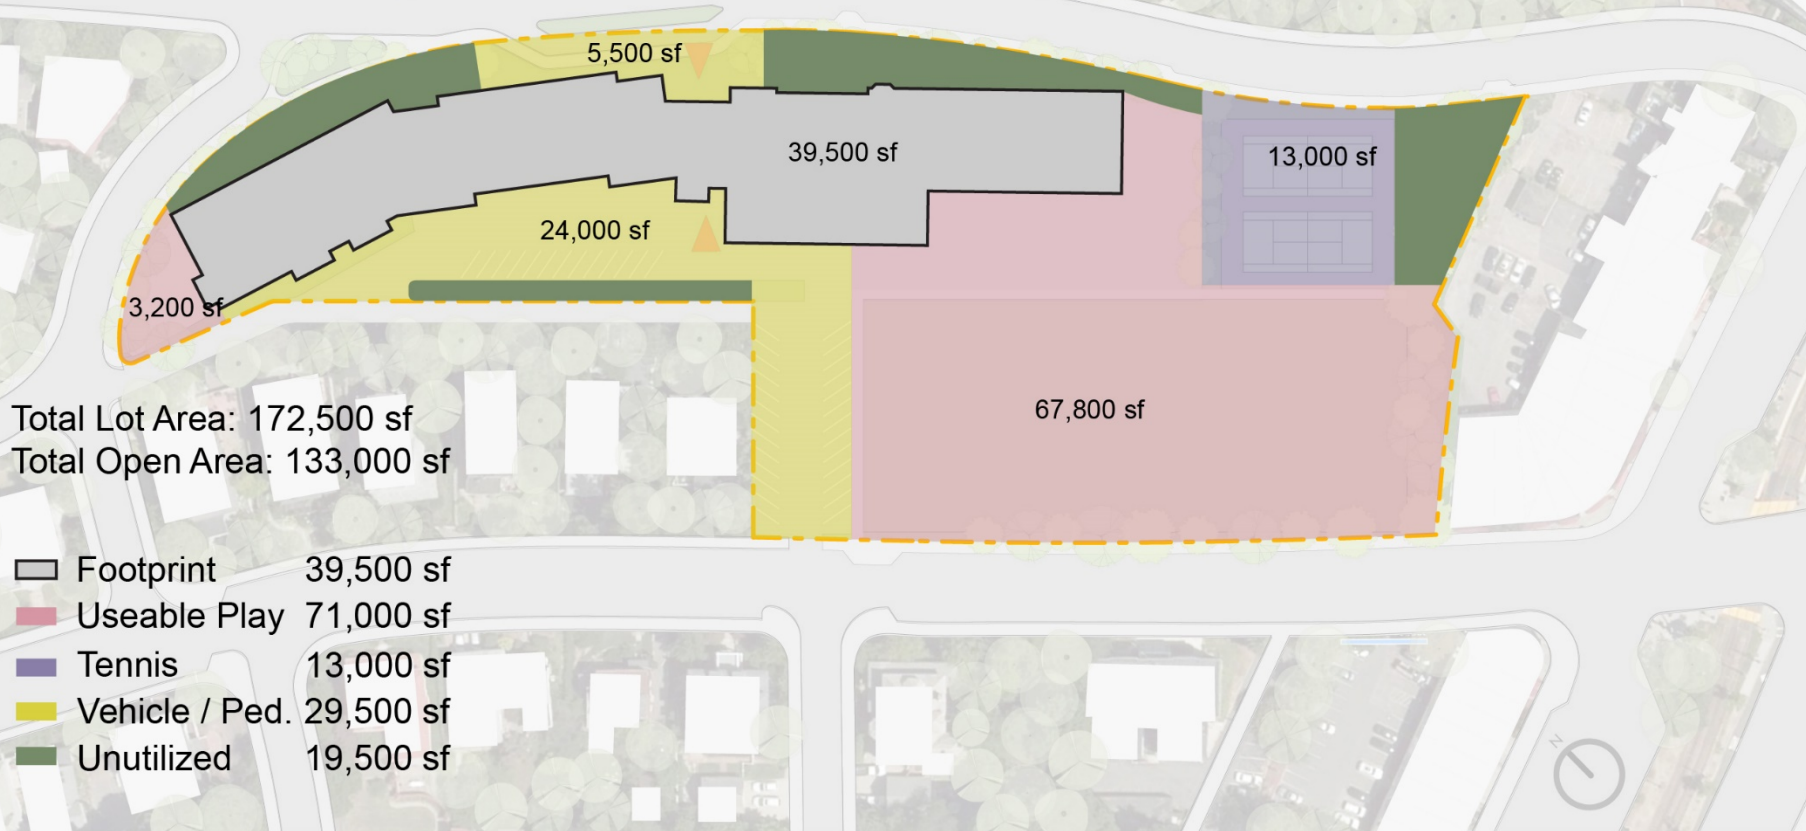 5,500 sf
39,500 sf
13,000 sf
24,000 sf
3,200 sf
67,800 sf
Total Lot Area: 172,500 sf
Total Open Area: 133,000 sf
Footprint 39,500 sf
Useable Play 71,000 sf
Tennis 13,000 sf
Vehicle / Ped. 29,500 sf
Unutilized 19,500 sf
N